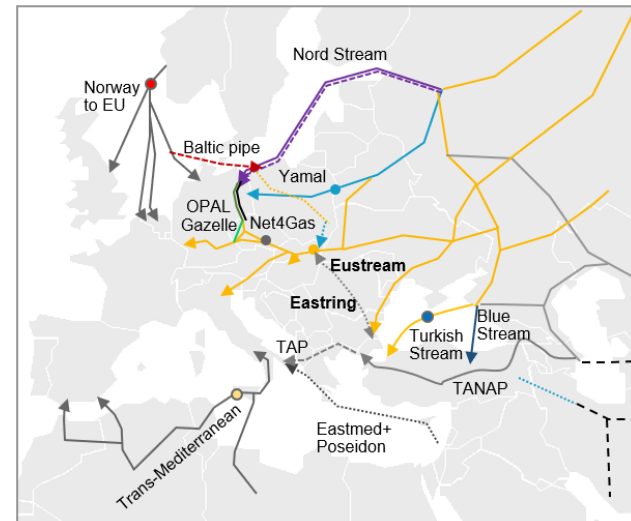 Nord Stream
Norway
to EU
Baltic pipe
Yamal
OPAL
Gazelle
Net4Gas
Eustream
Eastring
Blue
Stream
Turkish
Stream
TAP
TANAP
Eastmed+
Poseidon
Trans-Mediterranean